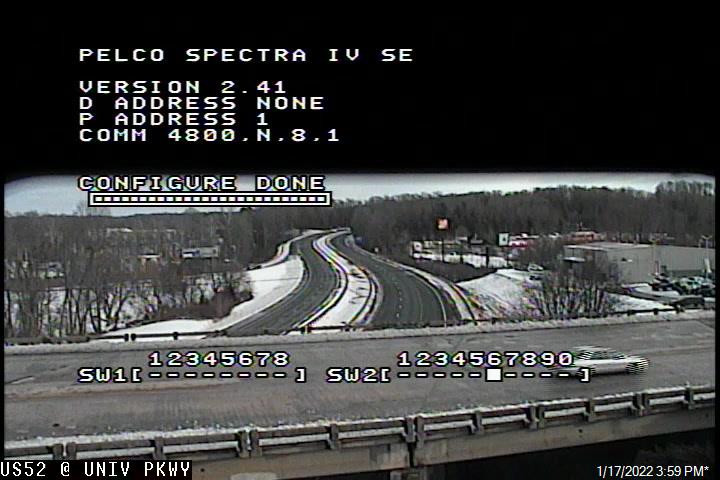 PELCO SPECTRA IV SE
VERSION 2.41
D ADDRESS NONE
P ADDRESS 1
COMM 4800,N,8,1
CONFIGURE DONE
12345678 1234567890
SW1[--------] SW2[-----■----]
US52 @ UNIV PKWY
1/17/2022 3:59 PM*